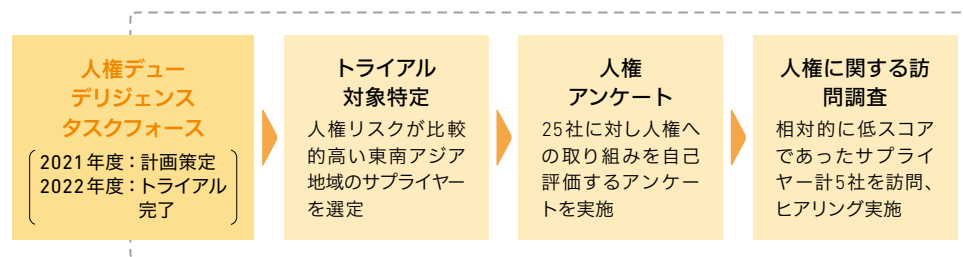 人権デュー
デリジェンス
タスクフォース
2021年度：計画策定
2022年度：トライアル
完了
トライアル
対象特定
人権リスクが比較
的高い東南アジア
地域のサプライヤー
を選定
人権
アンケート
25社に対し人権へ
の取り組みを自己
評価するアンケー
トを実施
人権に関する訪
問調査
相対的に低スコア
であったサプライ
ヤー計5社を訪問、
ヒアリング実施